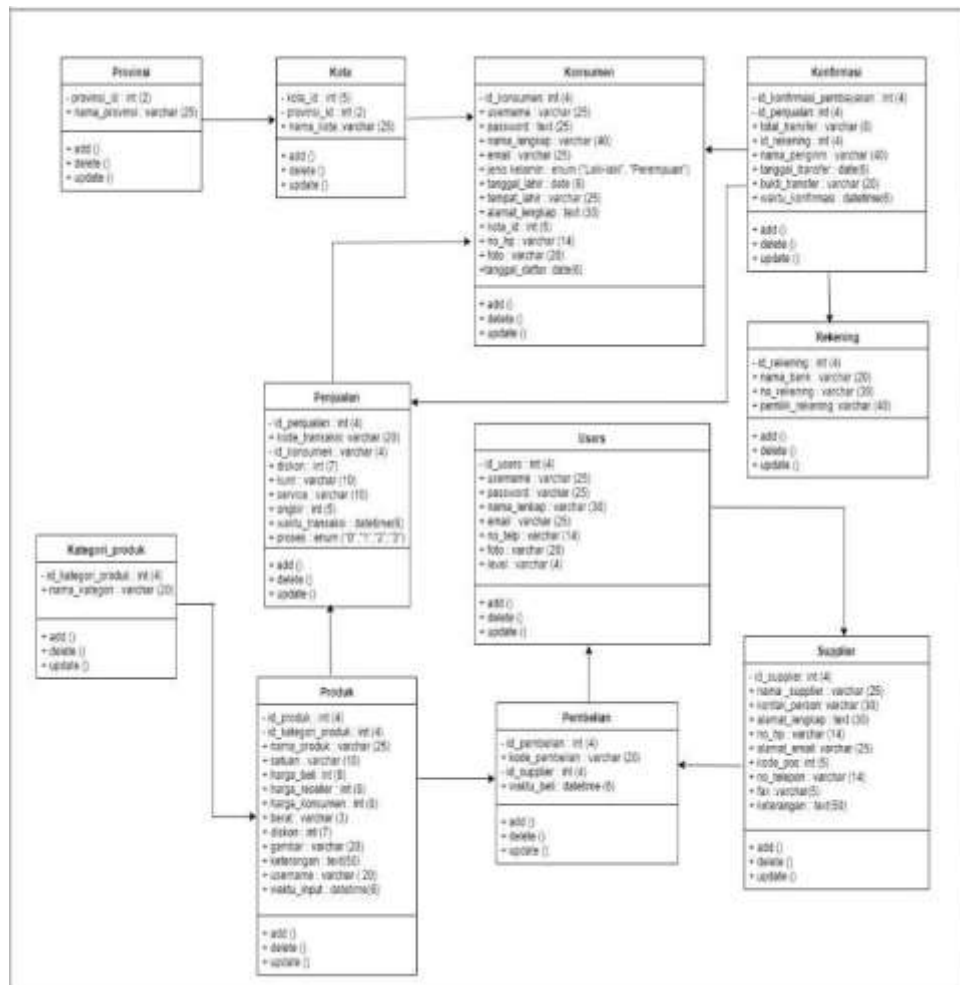 Provinsi
- provinsi_id : int (2)
+ nama_provinsi : varchar (25)
+ add ()
+ delete ()
+ update ()
Kota
- kota_id : int (5)
- provinsi_id : int (2)
+ nama_kota varchar (25)
+ add ()
+ delete ()
+ update ()
Konsumen
- id_konsumen int (4)
+ username : varchar (25)
+ password : text (25)
+ nama_lengkap : varchar (40)
+ email : varchar (25)
+ jenis kelamin : enum ("Laki-laki", "Perempuan")
+ tanggal_lahir : date (6)
+ tempat_lahir : varchar (25)
+ alamat_lengkap : text (30)
+ kota_id : int (5)
+ no_hp : varchar (14)
+ foto : varchar (20)
+tanggal_daftar : date(6)
+ add ()
+ delete ()
+ update ()
Konfirmasi
- id_konfirmasi_pembayaran : int (4)
- id_penjualan int (4)
+ total_transfer : varchar
+ id_rekening : int (4)
+ nama_pengirim : varchar (40)
+ tanggal_transfer : date(6)
+ bukti_transfer : varchar (20)
+ waktu_konfirmasi : datetime(6)
+ add ()
+ delete ()
+ update ()
Rekening
- id_rekening : int (4)
+ nama_bank : varchar (20)
+ no_rekening : varchar
+ pemilik_rekening varchar (40)
+ add ()
+ delete ()
+ update ()
Penjualan
- id_penjualan : int (4)
+ kode_transaksi varchar (20)
- id_konsumen : varchar (4)
+ diskon : int (7)
+ kurir : varchar (10)
+ service : varchar (10)
+ ongkir : int (5)
+ waktu_transaksi : datetime(6)
+ proses : enum ("0","1","2","3")
+ add ()
+ delete ()
+ update ()
Users
- id_users : int (4)
+ username : varchar (25)
+ password : varchar (25)
+ nama_lenkap : varchar (30)
+ email : varchar (25)
+ no_telp : varchar (14)
+ foto : varchar (20)
+ level : varchar (4)
+ add ()
+ delete ()
+ update ()
Kategori_produk
- id_kategori_produk : int (4)
+ nama_kategori : varchar (20)
+ add ()
+ delete ()
+ update ()
Produk
- id_produk : int (4)
- id_kategori_produk : int (4)
+ nama_produk : varchar (25)
+ satuan : varchar (10)
+ harga_beli : int
+ harga_reseller : int
+ harga_konsumen : int
+ berat : varchar (3)
+ diskon : int (7)
+ gambar : varchar (20)
+ keterangan : text(50)
+ username : varchar ( 20)
+ waktu_input : datetime(6)
+ add ()
+ delete ()
+ update ()
Pembelian
- id_pembelian : int (4)
+ kode_pembelian : varchar (20)
- id_supplier : int (4)
+ waktu_beli : datetime (6)
+ add ()
+ delete ()
+ update ()
Supplier
- id_supplier: int (4)
+ nama _supplier : varchar (25)
+ kontak_person : varchar (30)
+ alamat_lengkap : text (30)
+ no_hp : varchar (14)
+ alamat_email: varchar (25)
+ kode_pos : int (5)
+ no_telepon : varchar (14)
+ fax : varchar(5)
+ keterangan : text(50)
+ add ()
+ delete ()
+ update ()